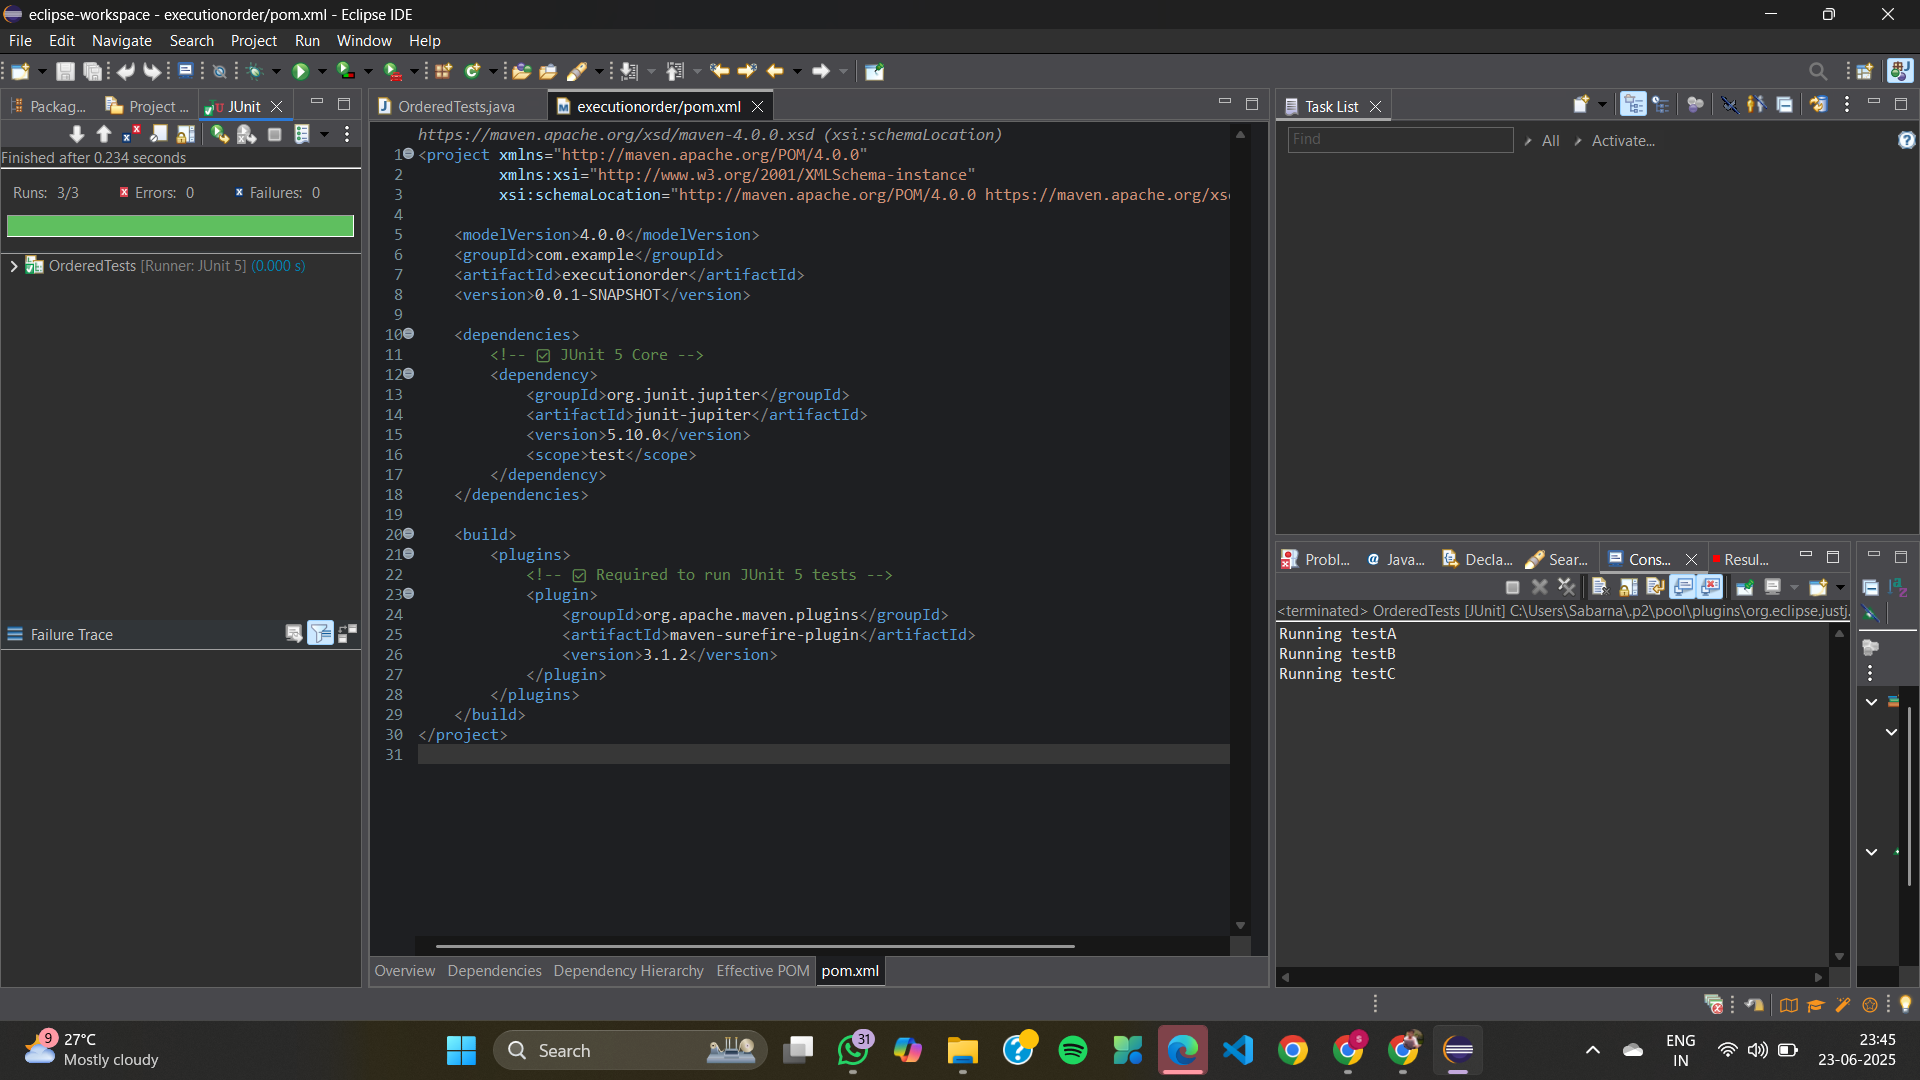 eclipse-workspace - executionorder/pom.xml - Eclipse IDE
File Edit Navigate Search Project Run Window Help
Packag... Project ... JUnit
Finished after 0.234 seconds
Runs: 3/3 Errors: 0 Failures: 0
OrderedTests [Runner: JUnit 5] (0.000 s)
Failure Trace
OrderedTests.java executionorder/pom.xml
https://maven.apache.org/xsd/maven-4.0.0.xsd (xsi:schemaLocation)
1 <project xmlns="http://maven.apache.org/POM/4.0.0"
2 xmlns:xsi="http://www.w3.org/2001/XMLSchema-instance"
3 xsi:schemaLocation="http://maven.apache.org/POM/4.0.0 https://maven.apache.org/xs
4
5 <modelVersion>4.0.0</modelVersion>
6 <groupId>com.example</groupId>
7 <artifactId>executionorder</artifactId>
8 <version>0.0.1-SNAPSHOT</version>
9
10 <dependencies>
11 <!-- ✅ JUnit 5 Core -->
12 <dependency>
13 <groupId>org.junit.jupiter</groupId>
14 <artifactId>junit-jupiter</artifactId>
15 <version>5.10.0</version>
16 <scope>test</scope>
17 </dependency>
18 </dependencies>
19
20 <build>
21 <plugins>
22 <!-- ✅ Required to run JUnit 5 tests -->
23 <plugin>
24 <groupId>org.apache.maven.plugins</groupId>
25 <artifactId>maven-surefire-plugin</artifactId>
26 <version>3.1.2</version>
27 </plugin>
28 </plugins>
29 </build>
30 </project>
31
Overview Dependencies Dependency Hierarchy Effective POM pom.xml
Task List
Find All Activate...
Probl... Java... Decla... Sear... Cons... Resul...
<terminated> OrderedTests [JUnit] C:\Users\Sabarna\.p2\pool\plugins\org.eclipse.justj.
Running testA
Running testB
Running testC
9 27°C
Mostly cloudy
Search
31
ENG
IN
23:45
23-06-2025